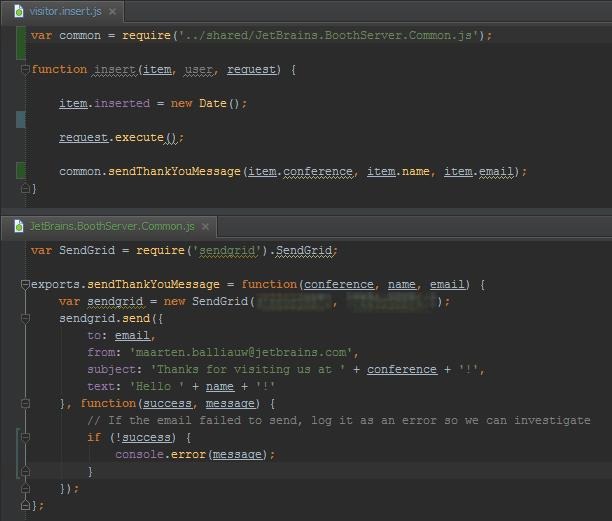 visitor.insert.js
var common = require('../shared/JetBrains.BoothServer.Common.js');
function insert(item, user, request) {
item.inserted = new Date();
request.execute();
common.sendThankYouMessage(item.conference, item.name, item.email);
}
JetBrains.BoothServer.Common.js
var SendGrid = require('sendgrid').SendGrid;
exports.sendThankYouMessage = function(conference, name, email) {
var sendgrid = new SendGrid( , );
sendgrid.send({
to: email,
from: 'maarten.balliauw@jetbrains.com',
subject: 'Thanks for visiting us at ' + conference + '!',
text: 'Hello ' + name + '!'
}, function(success, message) {
// If the email failed to send, log it as an error so we can investigate
if (!success) {
console.error(message);
}
});
};